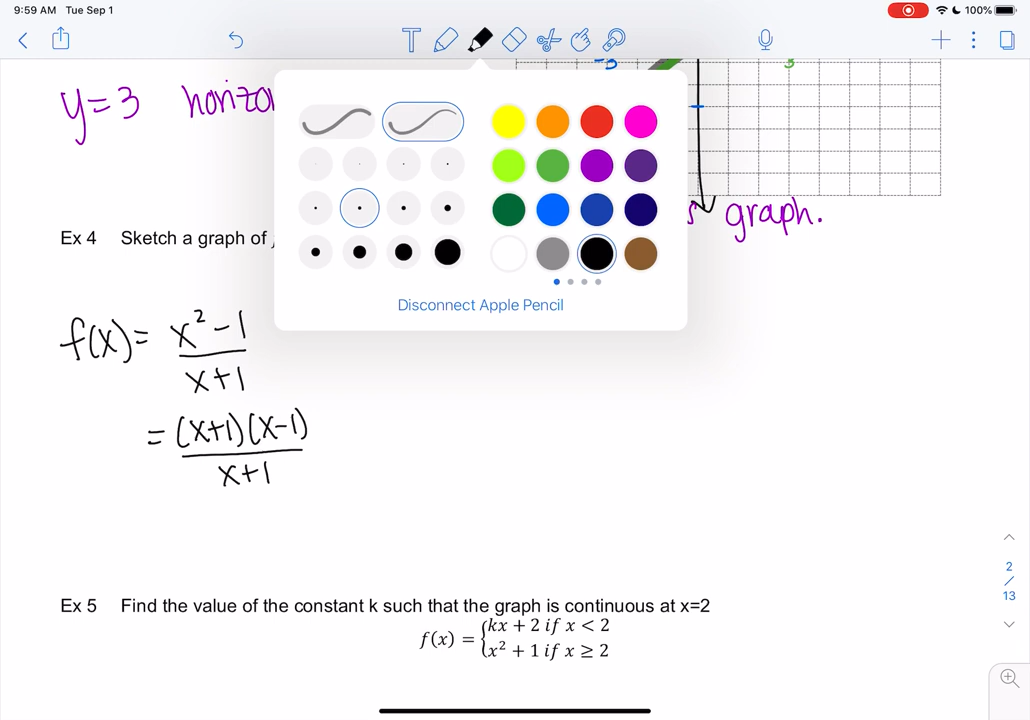 9:59 AM Tue Sep 1
100%
T
-5
3
y=3
graph.
Ex 4 Sketch a graph of
Disconnect Apple Pencil
f(x)= x² - 1
x+1
= (x+1)(x-1)
x+1
2
/
13
Ex 5 Find the value of the constant k such that the graph is continuous at x=2
f(x) = {kx + 2 if x < 2
x² + 1 if x ≥ 2